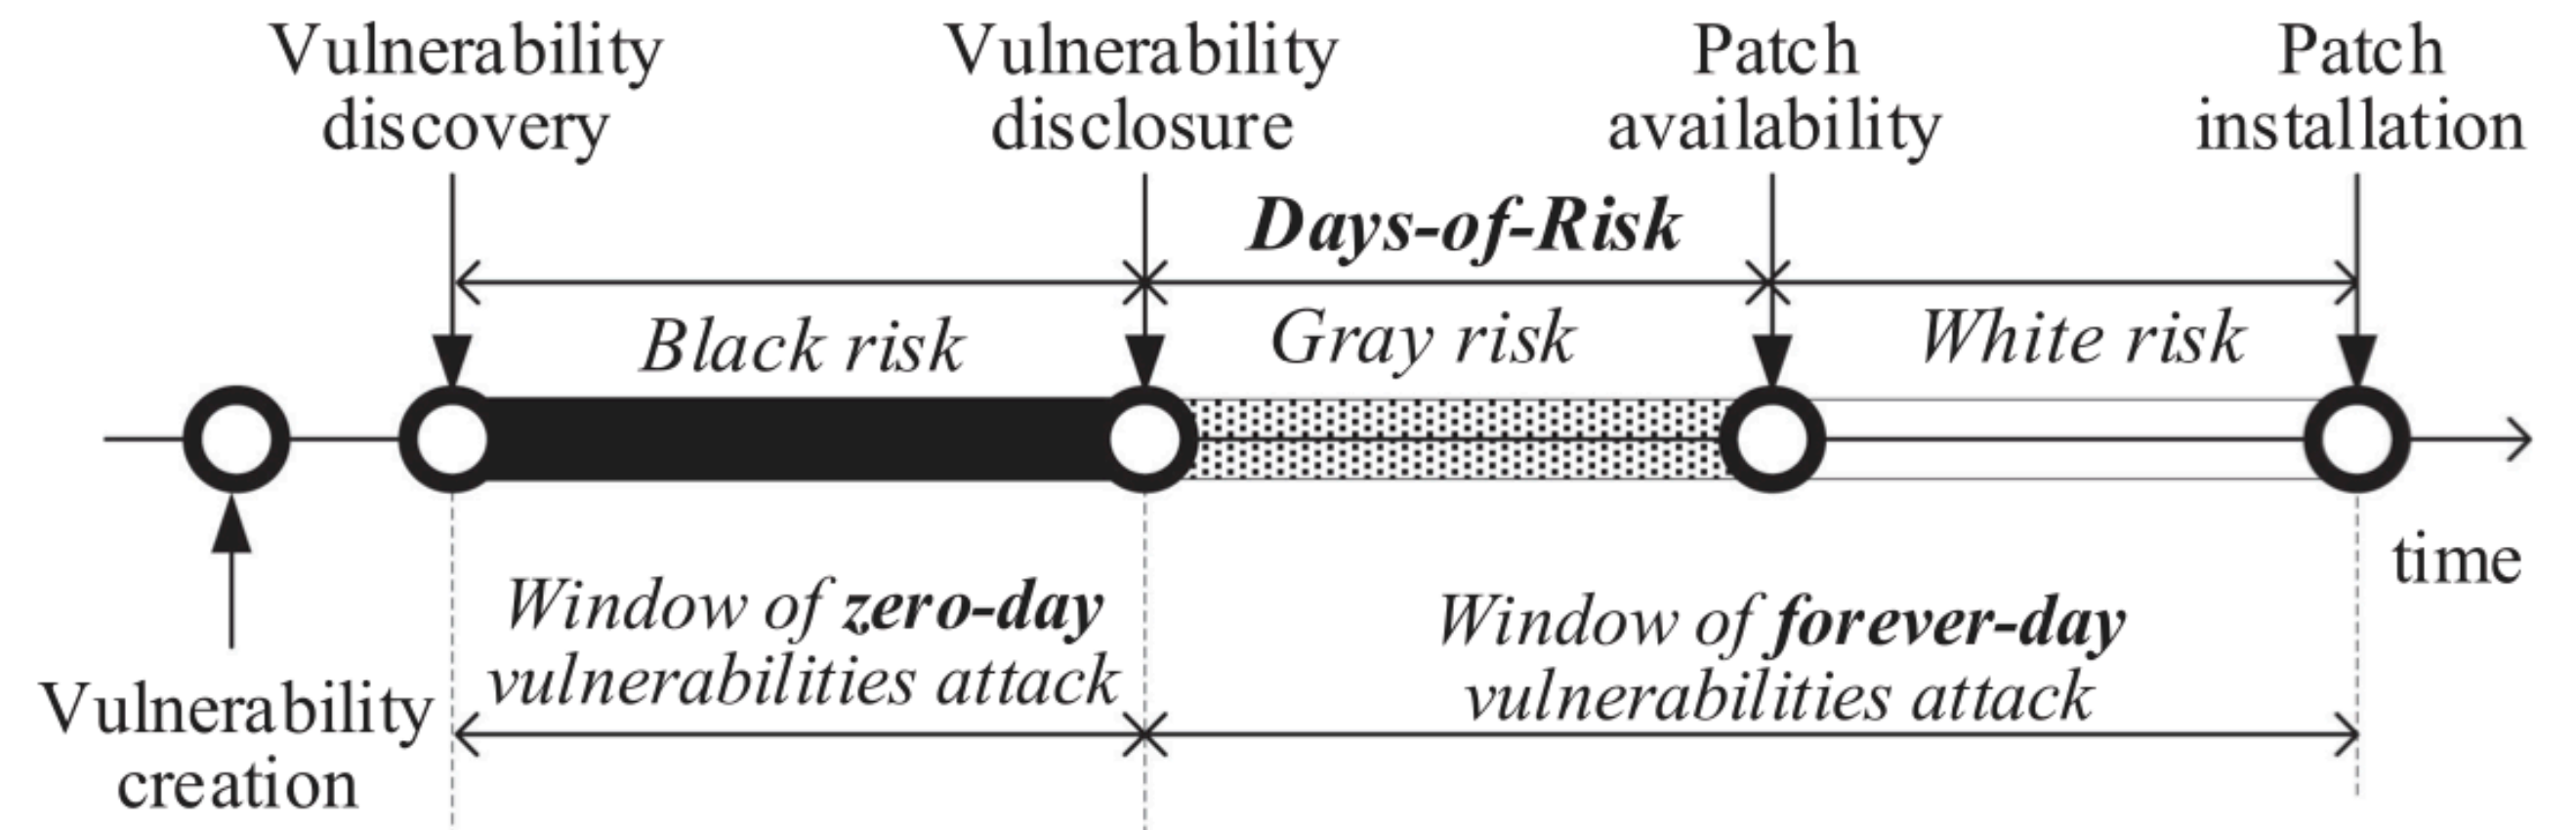 Vulnerability
discovery
Vulnerability
disclosure
Patch
availability
Patch
installation
Days-of-Risk
Black risk
Gray risk
White risk
time
Window of zero-day
vulnerabilities attack
Window of forever-day
vulnerabilities attack
Vulnerability
creation